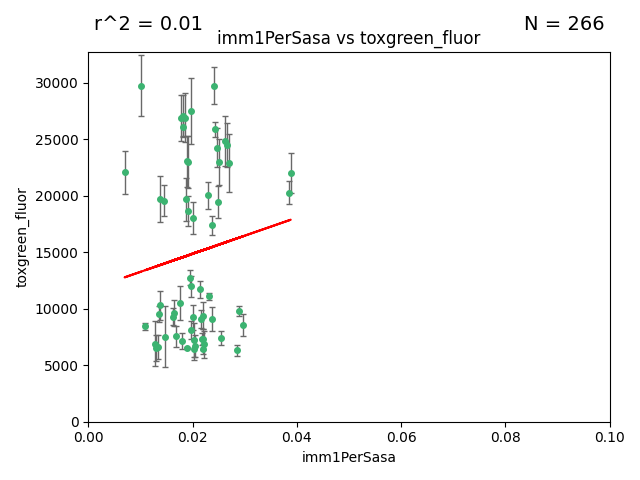 r^2 = 0.01
N = 266
imm1PerSasa vs toxgreen_fluor
toxgreen_fluor
30000
25000
20000
15000
10000
5000
0
0.00
0.02
0.04
0.06
0.08
0.10
imm1PerSasa